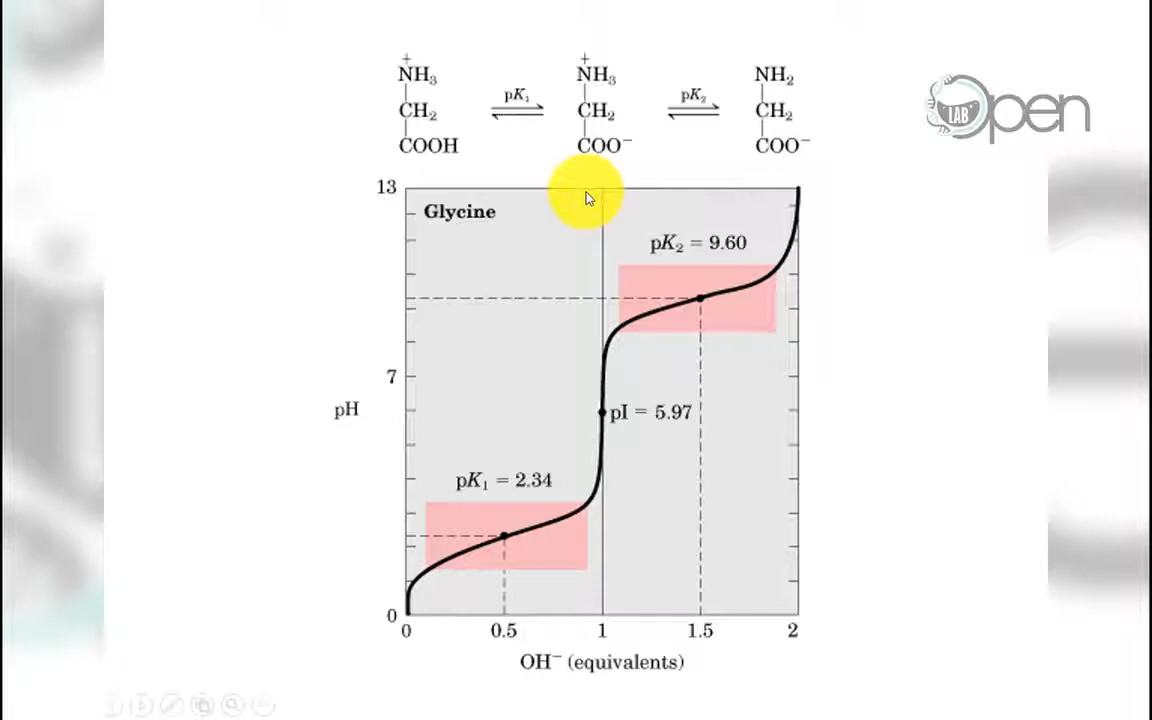 + +
NH₃ NH₃ NH₂
pK₁ pK₂
CH₂ CH₂ CH₂
COOH COO⁻ COO⁻
Open
LAB
13
Glycine
pK₂ = 9.60
7
pH
pI = 5.97
pK₁ = 2.34
0
0 0.5 1 1.5 2
OH⁻ (equivalents)